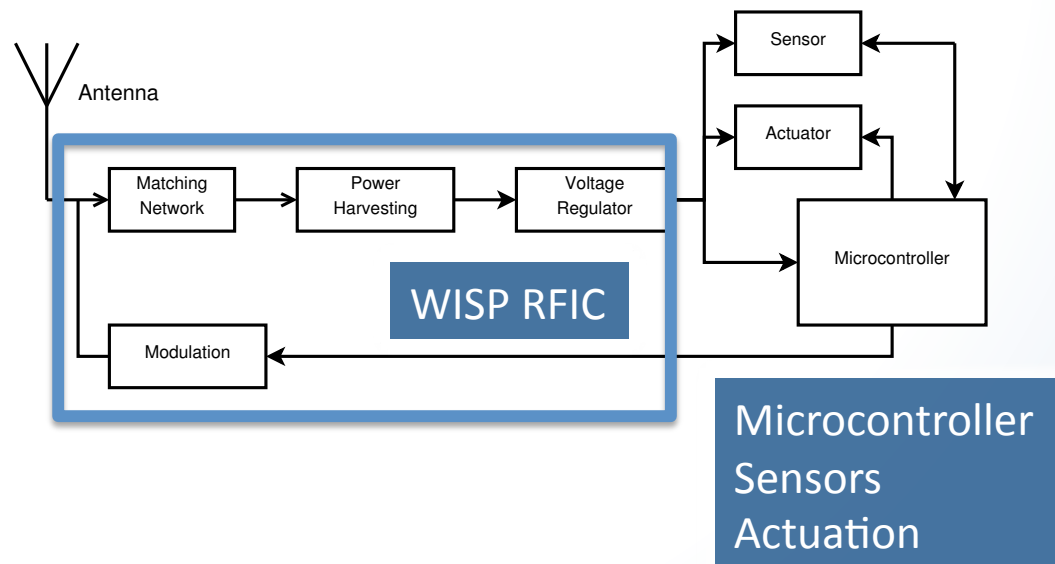 Sensor
Antenna
Actuator
Matching
Network
Power
Harvesting
Voltage
Regulator
Microcontroller
WISP RFIC
Modulation
Microcontroller
Sensors
Actuation